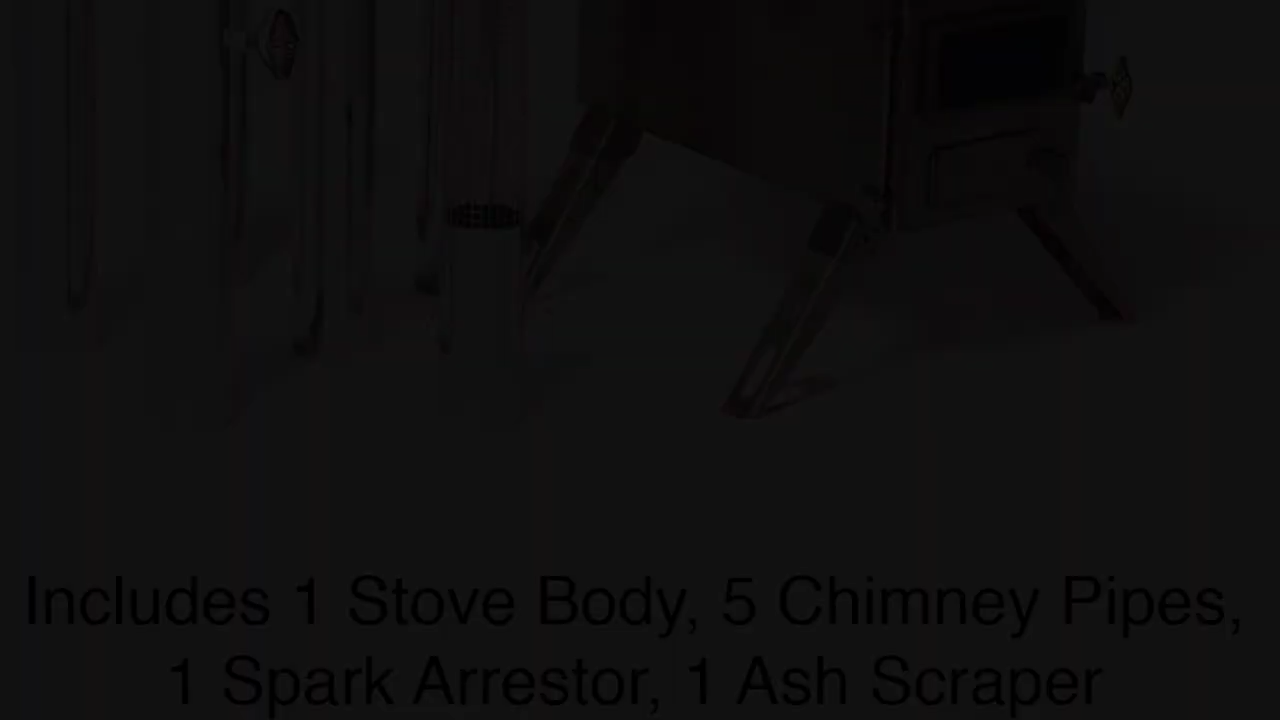 Includes 1 Stove Body, 5 Chimney Pipes,
1 Spark Arrestor, 1 Ash Scraper